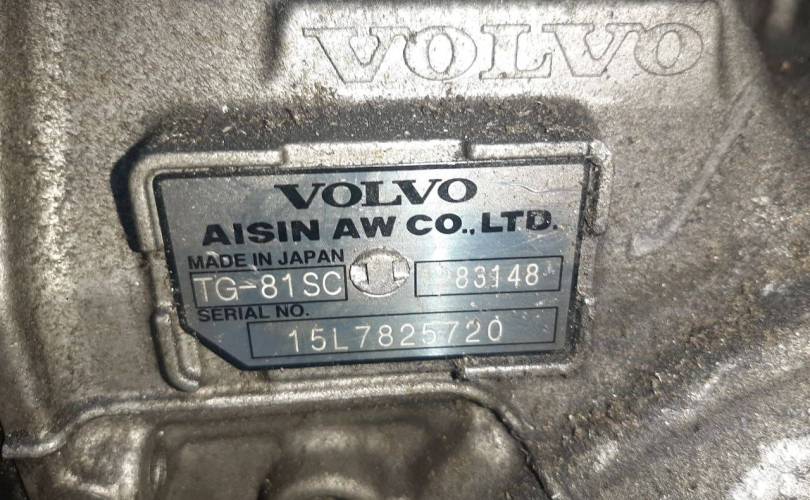 VOLVO
VOLVO
AISIN AW CO., LTD.
MADE IN JAPAN
TG-81SC 83148
SERIAL NO.
15L7825720